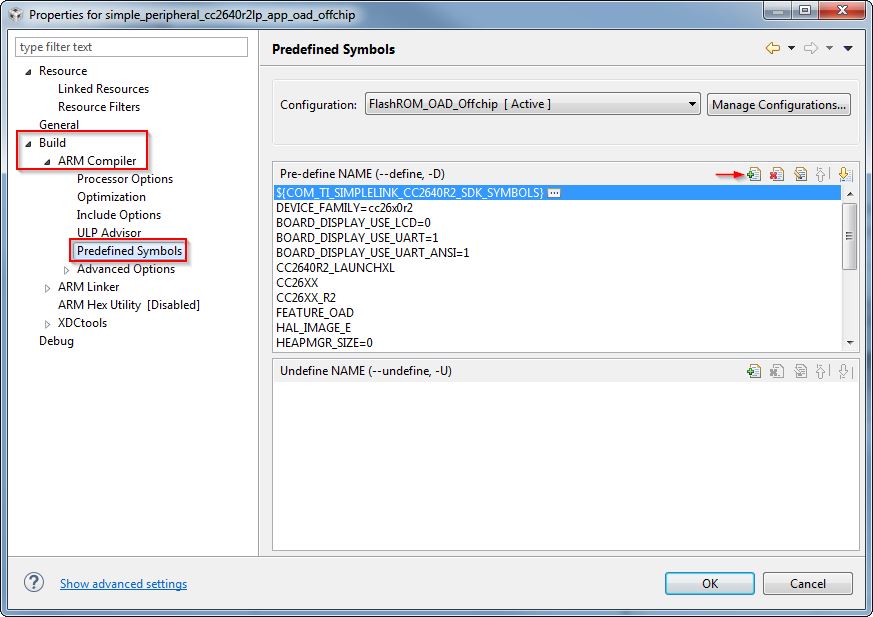 Properties for simple_peripheral_cc2640r2lp_app_oad_offchip
type filter text
Resource
Linked Resources
Resource Filters
General
Build
ARM Compiler
Processor Options
Optimization
Include Options
ULP Advisor
Predefined Symbols
Advanced Options
ARM Linker
ARM Hex Utility [Disabled]
XDCtools
Debug
Predefined Symbols
Configuration: FlashROM_OAD_Offchip [ Active ] Manage Configurations...
Pre-define NAME (--define, -D)
${COM_TI_SIMPLELINK_CC2640R2_SDK_SYMBOLS}
DEVICE_FAMILY=cc26x0r2
BOARD_DISPLAY_USE_LCD=0
BOARD_DISPLAY_USE_UART=1
BOARD_DISPLAY_USE_UART_ANSI=1
CC2640R2_LAUNCHXL
CC26XX
CC26XX_R2
FEATURE_OAD
HAL_IMAGE_E
HEAPMGR_SIZE=0
Undefine NAME (--undefine, -U)
? Show advanced settings OK Cancel